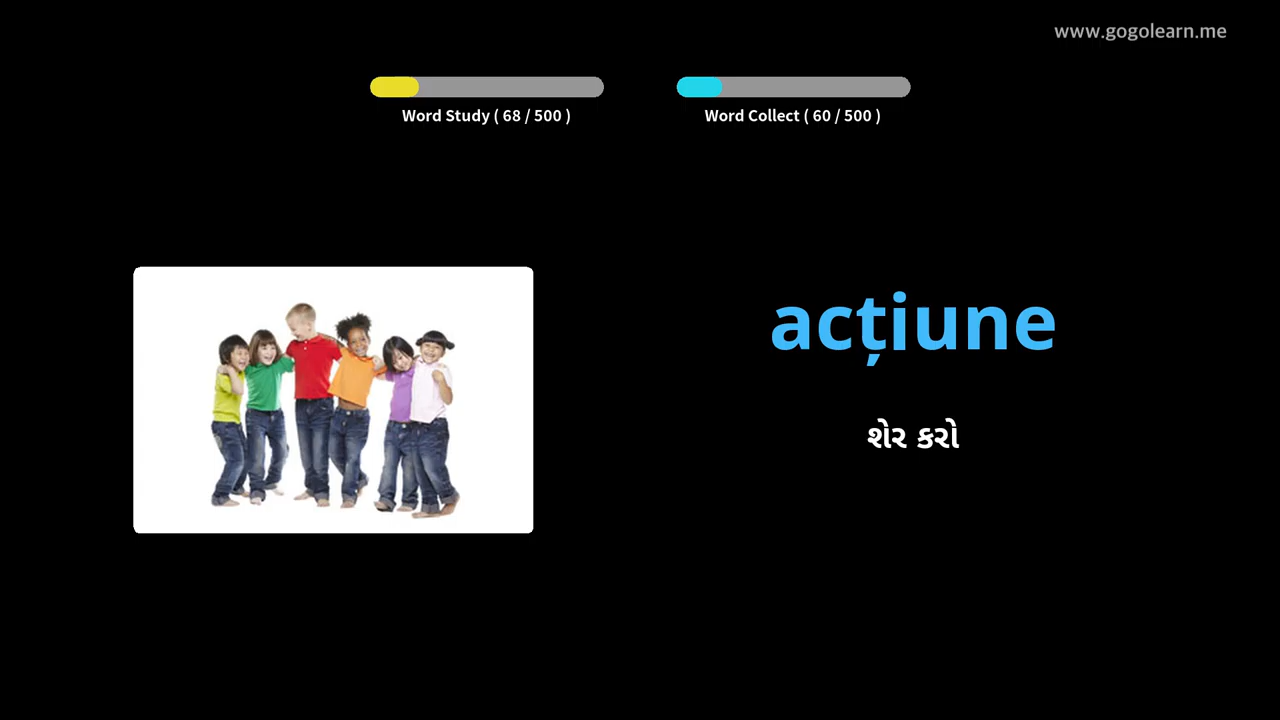 www.gogolearn.me
Word Study ( 68 / 500 )
Word Collect ( 60 / 500 )
acțiune
શેર કરો